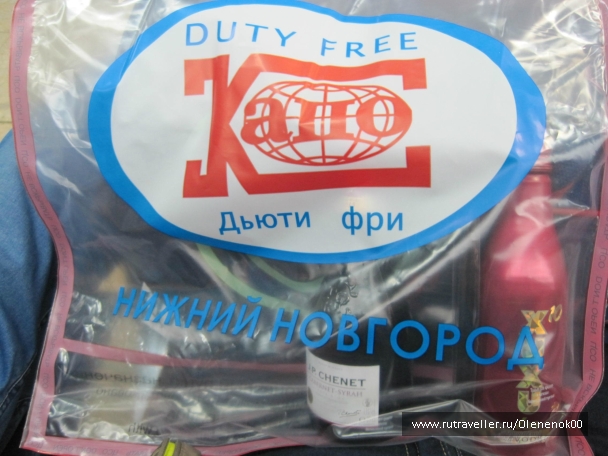 DUTY FREE
Капо
Дьюти фри
НИЖНИЙ НОВГОРОД
J.P. CHENET
www.rutraveller.ru/Olenenok00